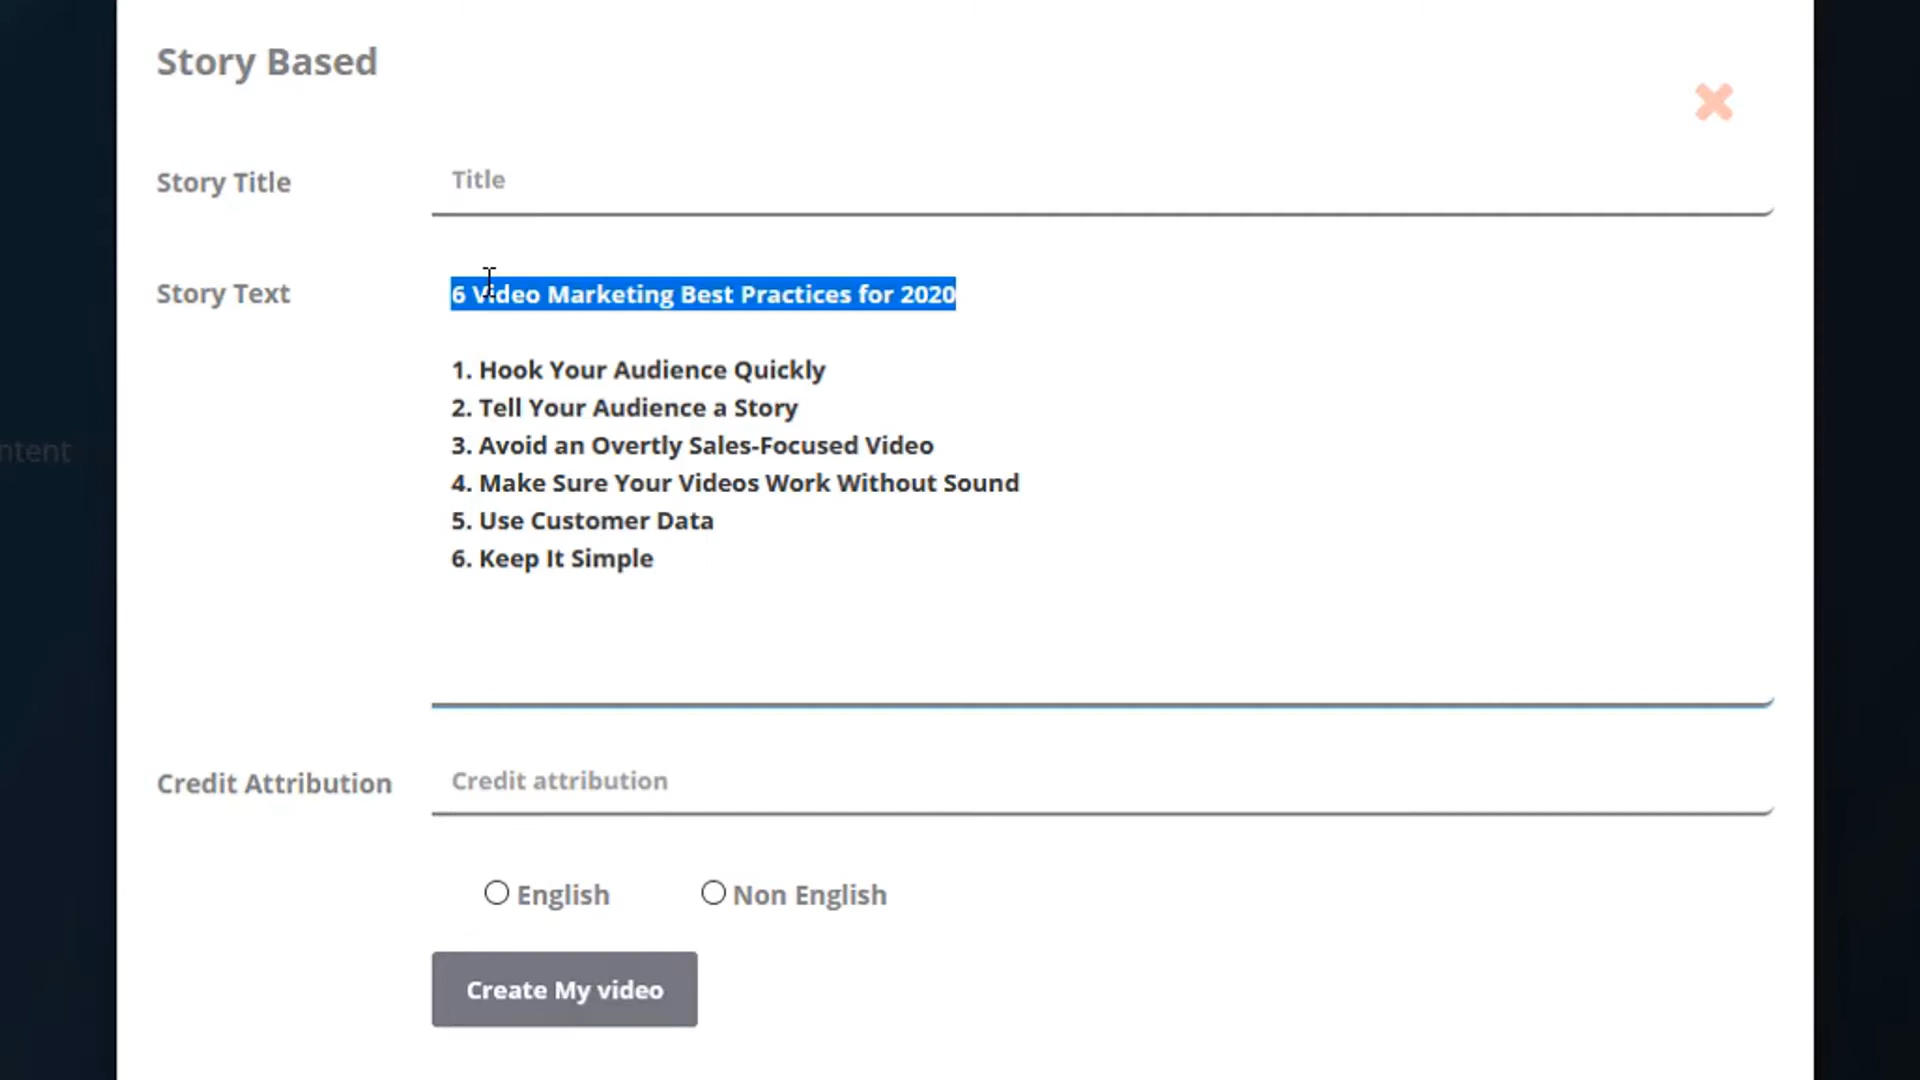 Story Based
Story Title
Title
Story Text
6 Video Marketing Best Practices for 2020
1. Hook Your Audience Quickly
2. Tell Your Audience a Story
3. Avoid an Overtly Sales-Focused Video
ntent
4. Make Sure Your Videos Work Without Sound
5. Use Customer Data
6. Keep It Simple
Credit Attribution
Credit attribution
English
Non English
Create My video